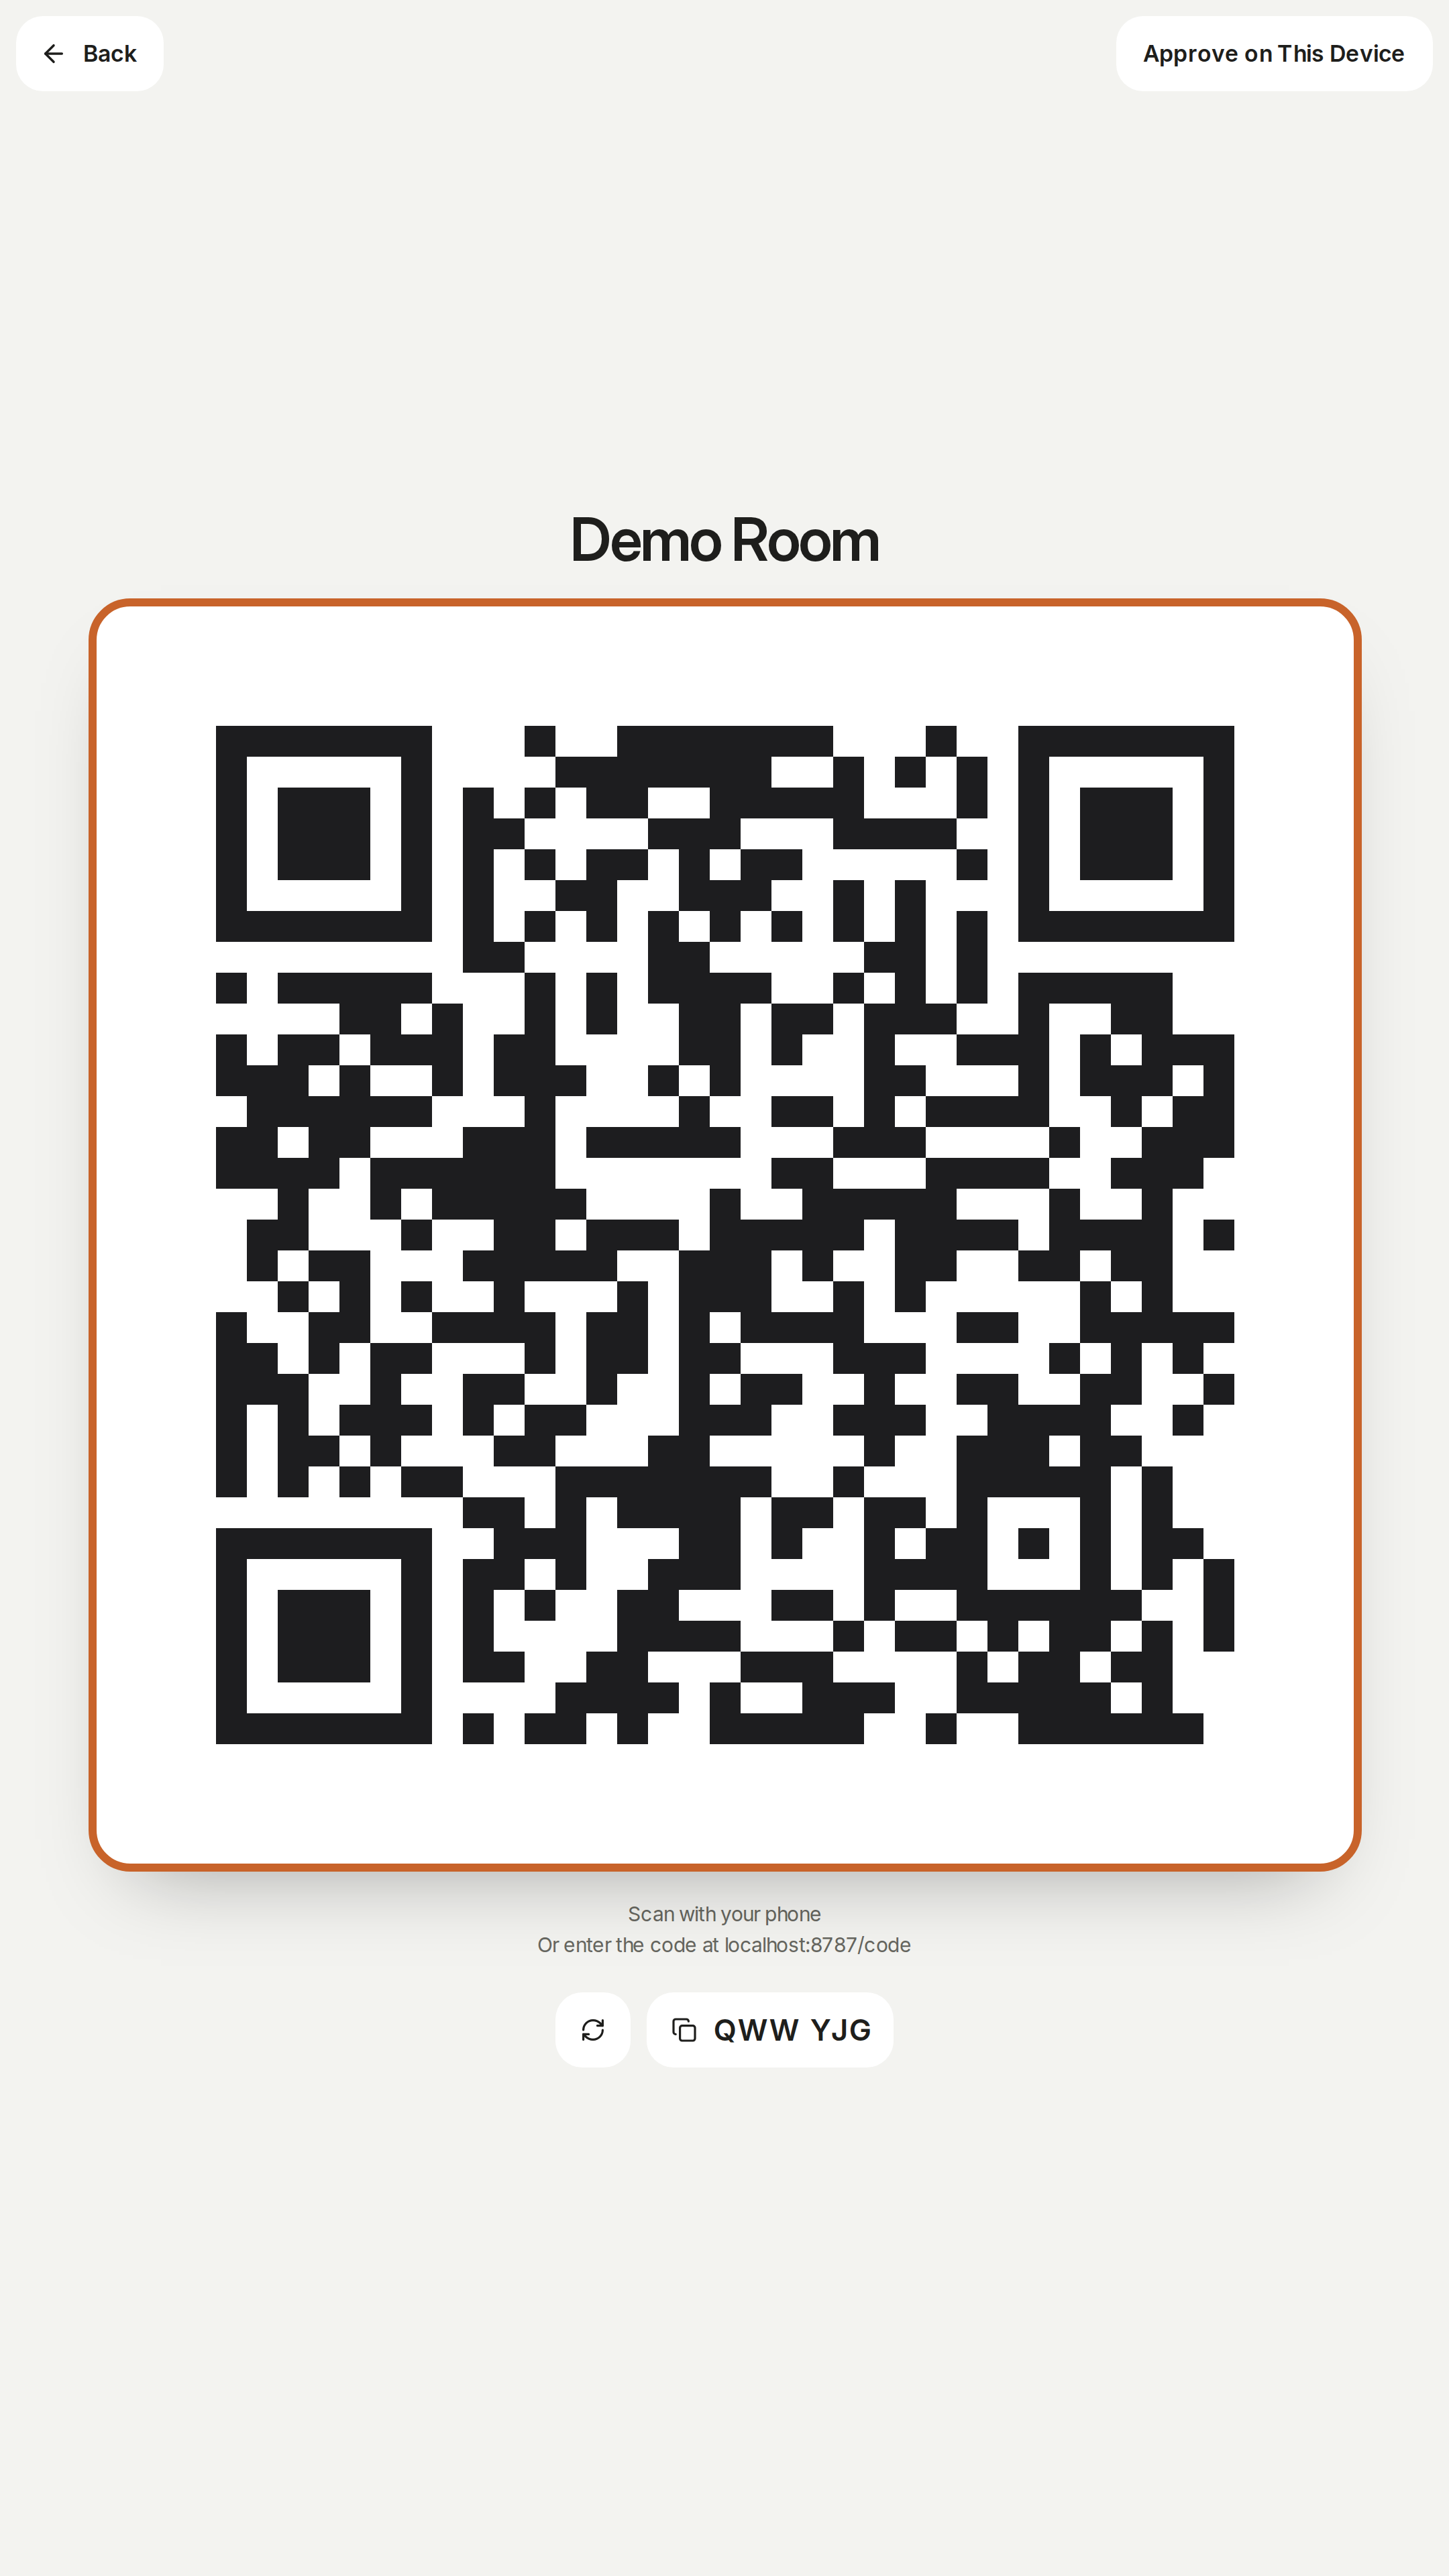 Back
Approve on This Device
Demo Room
Scan with your phone
Or enter the code at localhost:8787/code
QWW YJG